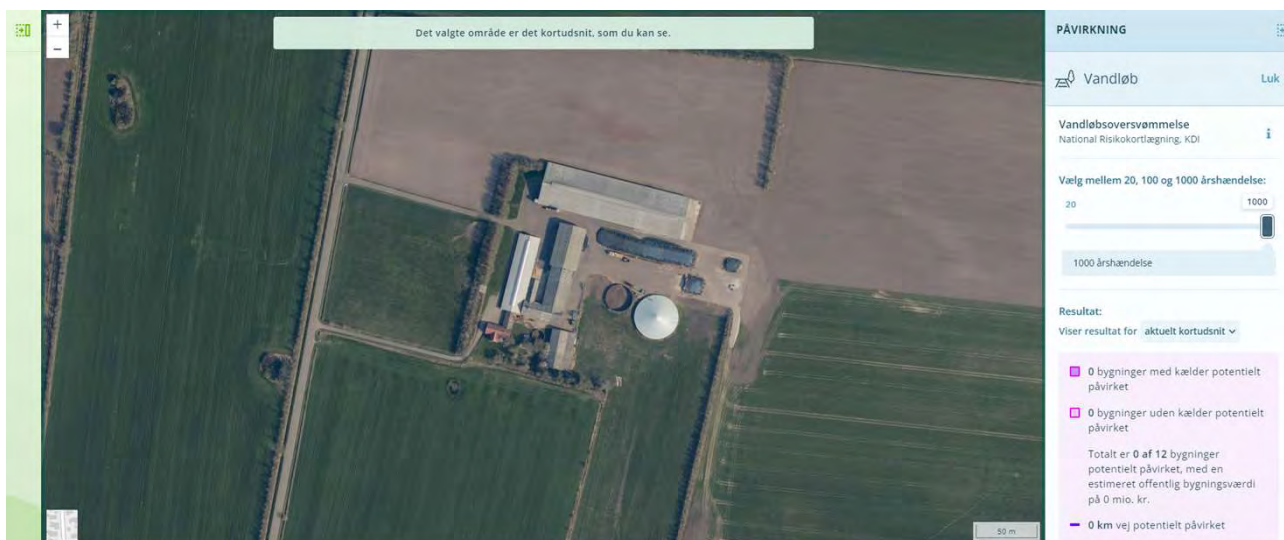 +
−
Det valgte område er det kortudsnit, som du kan se.
50 m
PÅVIRKNING
Vandløb
Luk
Vandløbsoversvømmelse
National Risikokortlægning, KDI
i
Vælg mellem 20, 100 og 1000 årshændelse:
20
1000
1000 årshændelse
Resultat:
Viser resultat for aktuelt kortudsnit
0 bygninger med kælder potentielt
påvirket
0 bygninger uden kælder potentielt
påvirket
Totalt er 0 af 12 bygninger
potentielt påvirket, med en
estimeret offentlig bygningsværdi
på 0 mio. kr.
0 km vej potentielt påvirket